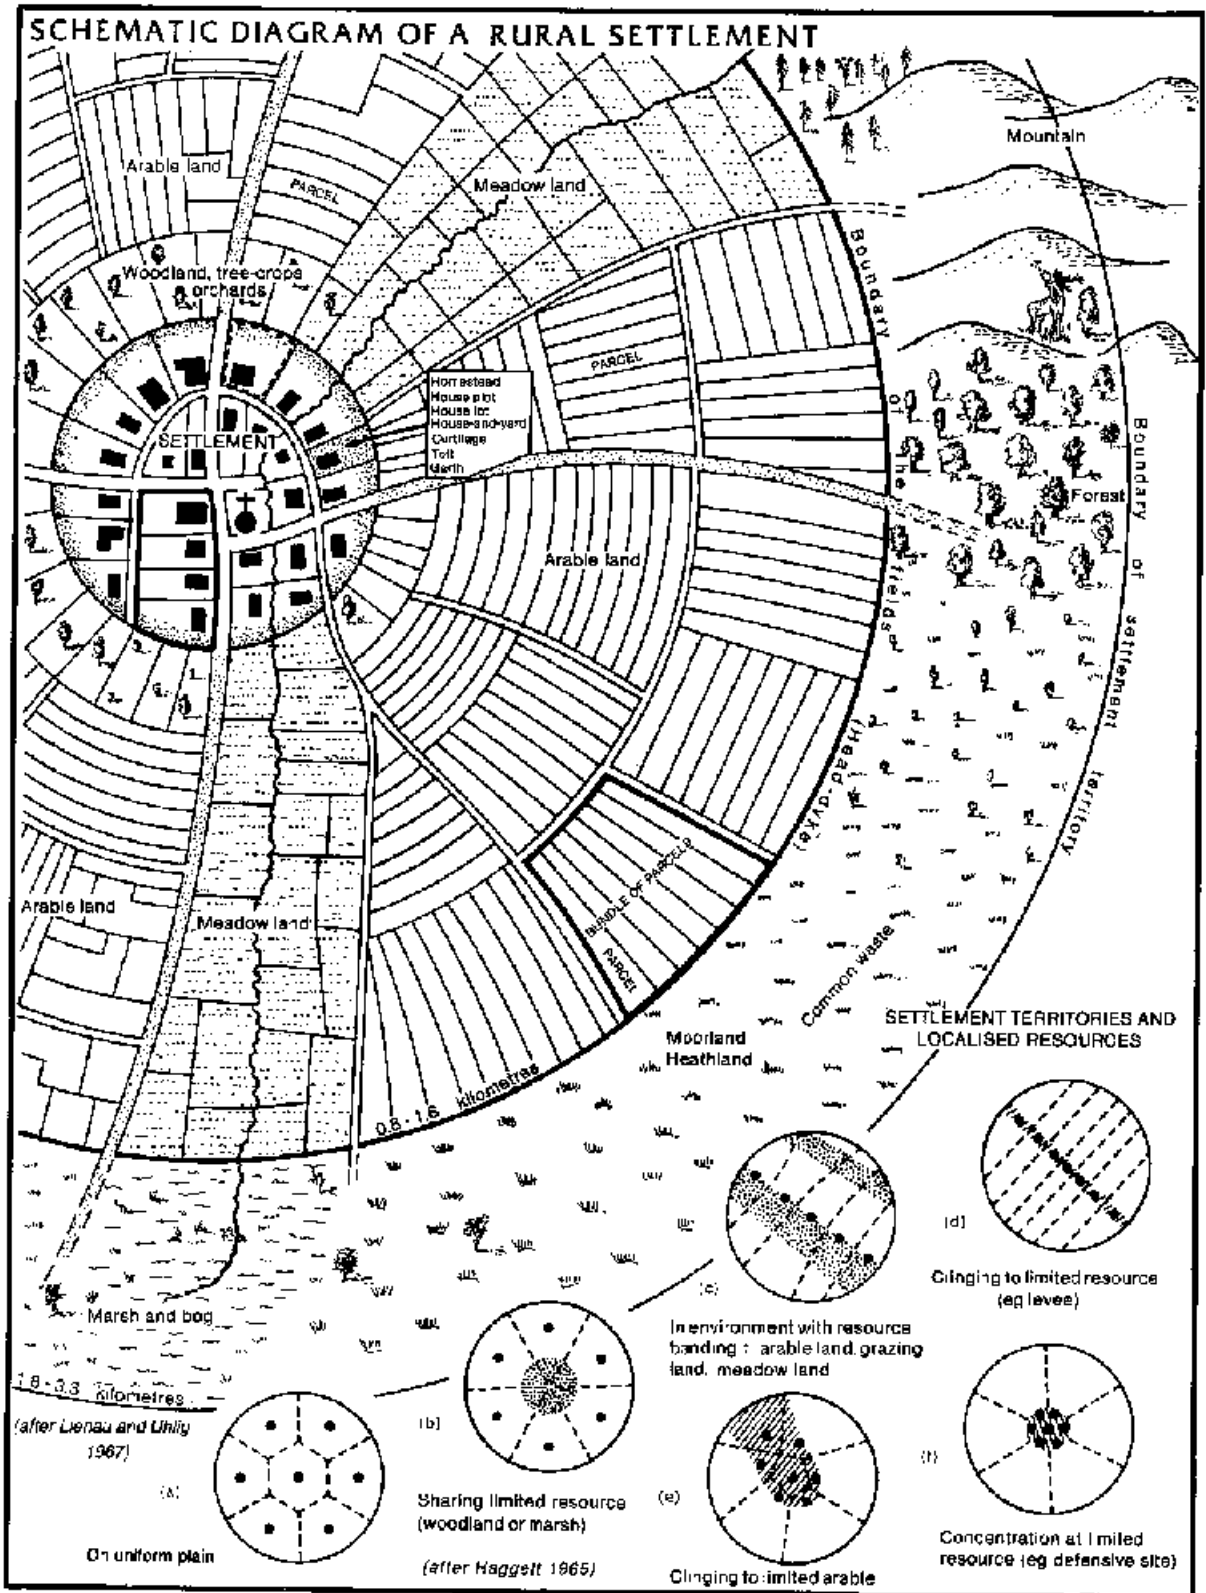 SCHEMATIC DIAGRAM OF A RURAL SETTLEMENT
Mountain
Arable land
PARCEL
Meadow land
Woodland, tree-crops
orchards
Boundary of the fields
(Head-dyke)
PARCEL
Homestead
House plot
House lot
House-and-yard
Curtilage
Toft
Garth
SETTLEMENT
Forest
Boundary of settlement territory
Arable land
BUNDLE OF PARCELS
PARCEL
Arable land
Meadow land
Common waste
Moorland
Heathland
0.8 - 1.6 kilometres
SETTLEMENT TERRITORIES AND
LOCALISED RESOURCES
Marsh and bog
kilometres
(after Lienau and Uhlig
1967)
(a)
On uniform plain
(b)
Sharing limited resource
(woodland or marsh)
(after Haggett 1965)
(c)
In environment with resource
banding : arable land, grazing
land, meadow land
(d)
Clinging to limited resource
(eg levee)
(e)
Clinging to limited arable
(f)
Concentration at limited
resource (eg defensive site)